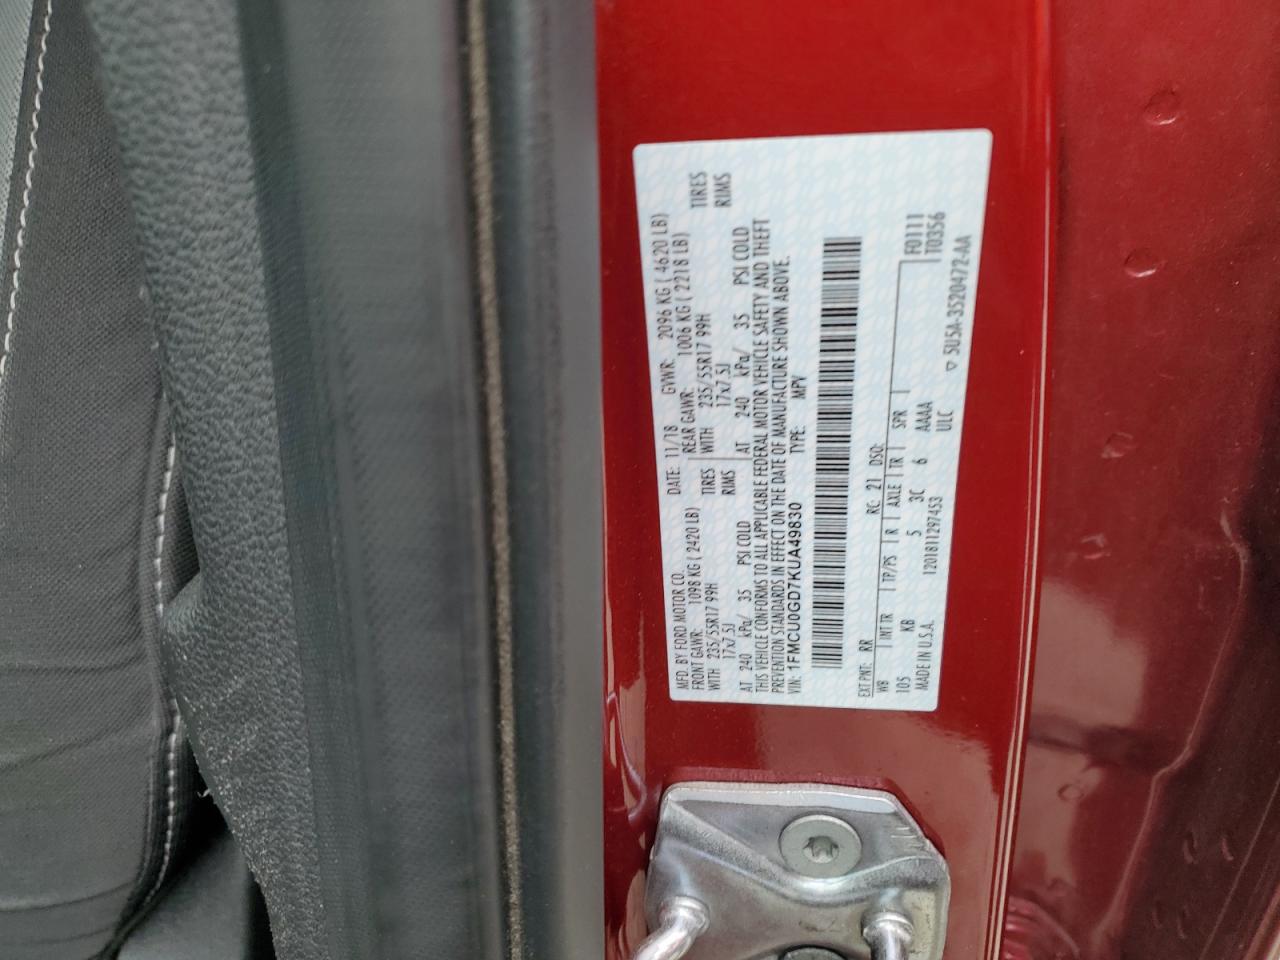 MFD. BY FORD MOTOR CO. DATE: 11/18 GVWR: 2096 KG ( 4620 LB)
FRONT GAWR: 1098 KG ( 2420 LB) REAR GAWR: 1006 KG ( 2218 LB)
WITH 235/55R17 99H TIRES WITH 235/55R17 99H TIRES
17x7.5J RIMS 17x7.5J RIMS
AT 240 kPa/ 35 PSI COLD AT 240 kPa/ 35 PSI COLD
THIS VEHICLE CONFORMS TO ALL APPLICABLE FEDERAL MOTOR VEHICLE SAFETY AND THEFT
PREVENTION STANDARDS IN EFFECT ON THE DATE OF MANUFACTURE SHOWN ABOVE.
VIN: 1FMCU0GD7KUA49830 TYPE: MPV
EXT PNT: RR RC: 21 DSO: F0111
WB INT TR TP/PS R AXLE TR SPR T0356
105 KB 5 3C 6 AAAA
MADE IN U.S.A. 1201811297453 ULC ▽ 5U5A-3520472-AA